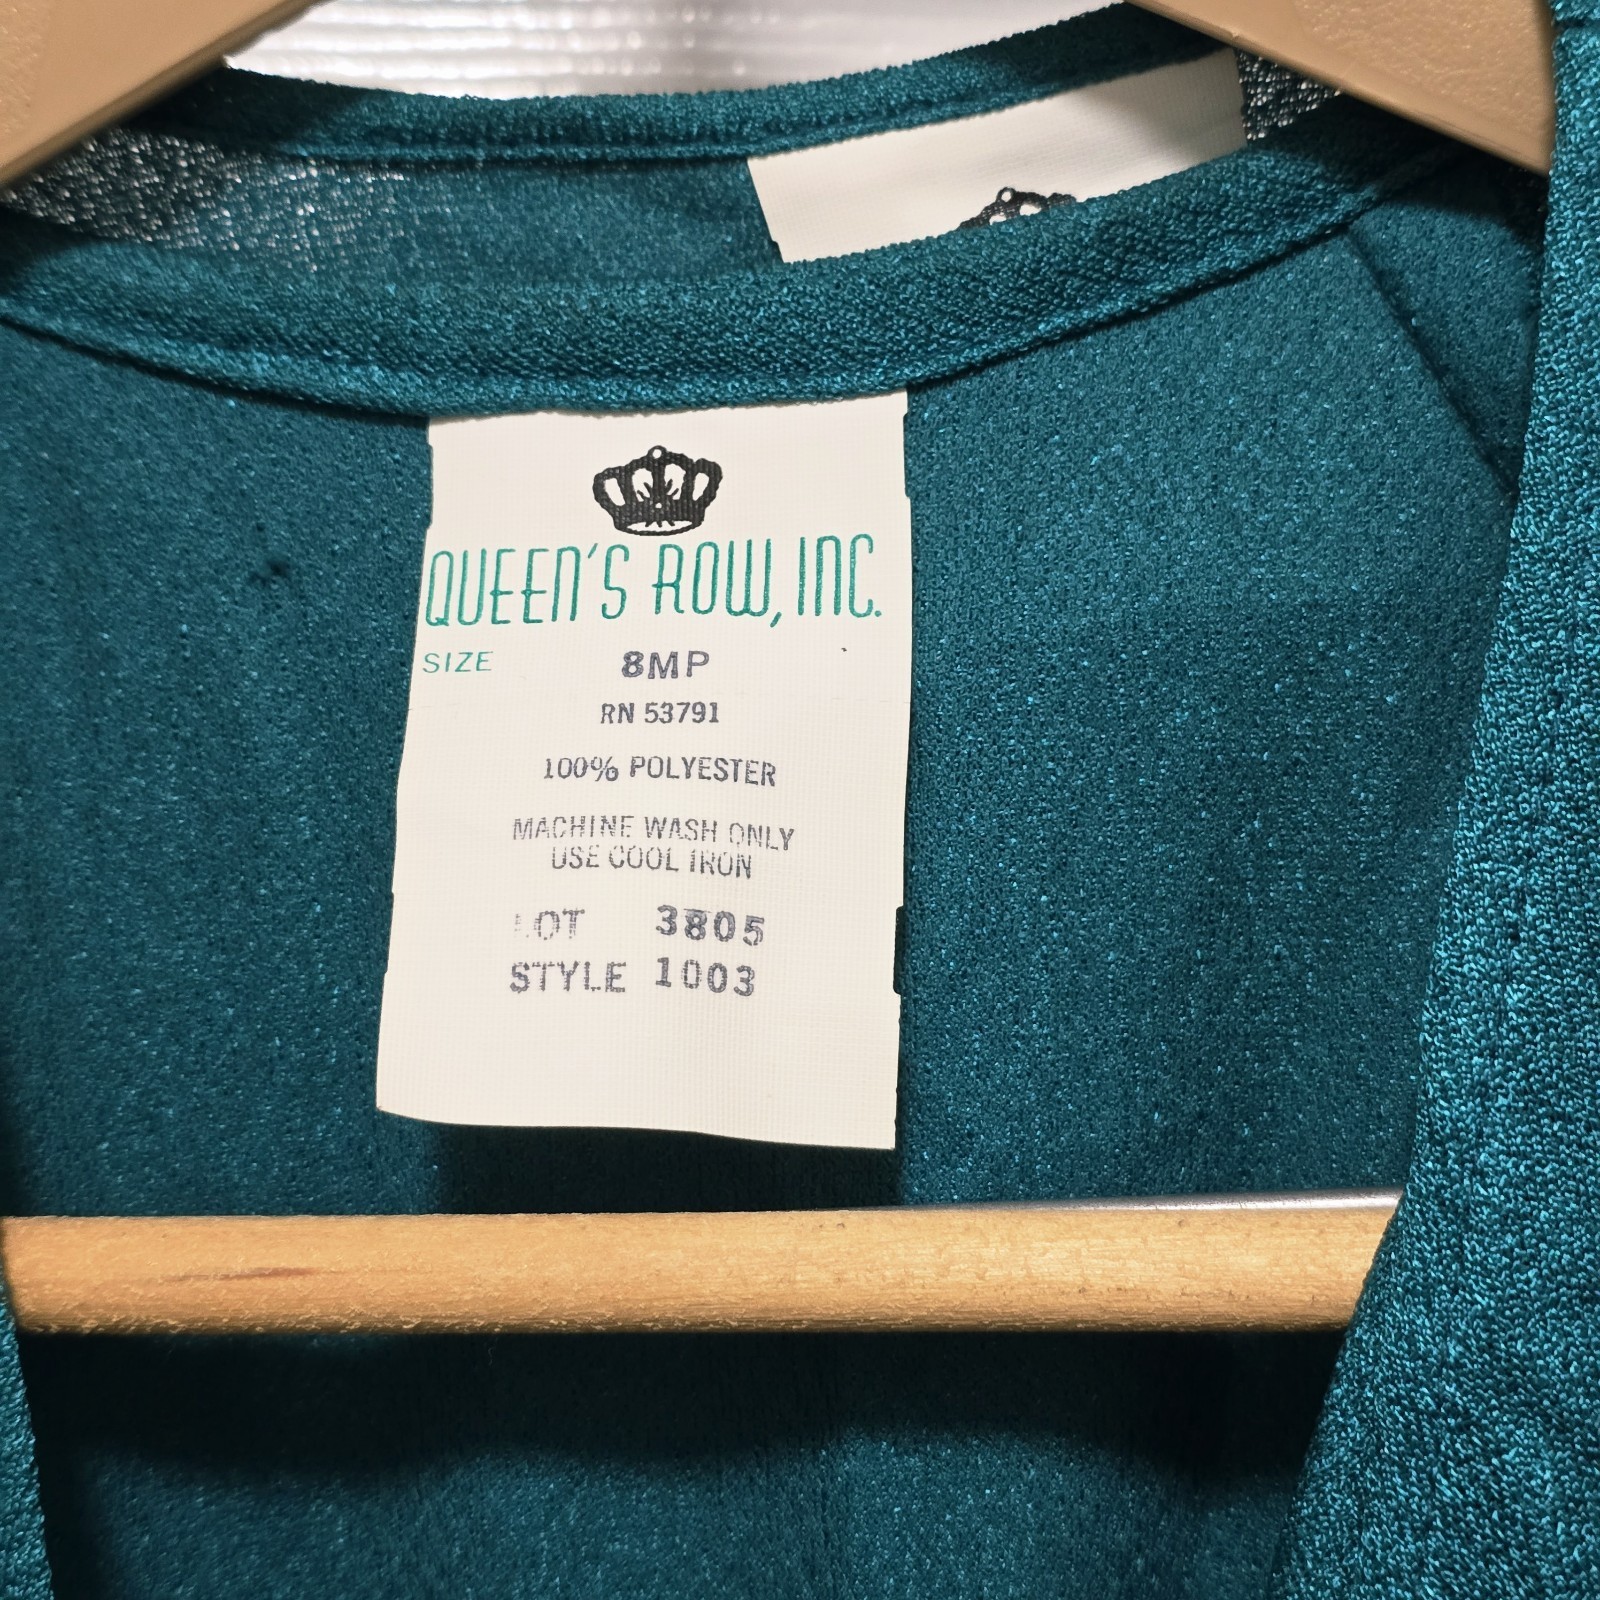 QUEEN'S ROW, INC.
SIZE 8MP
RN 53791
100% POLYESTER
MACHINE WASH ONLY
USE COOL IRON
LOT 3805
STYLE 1003